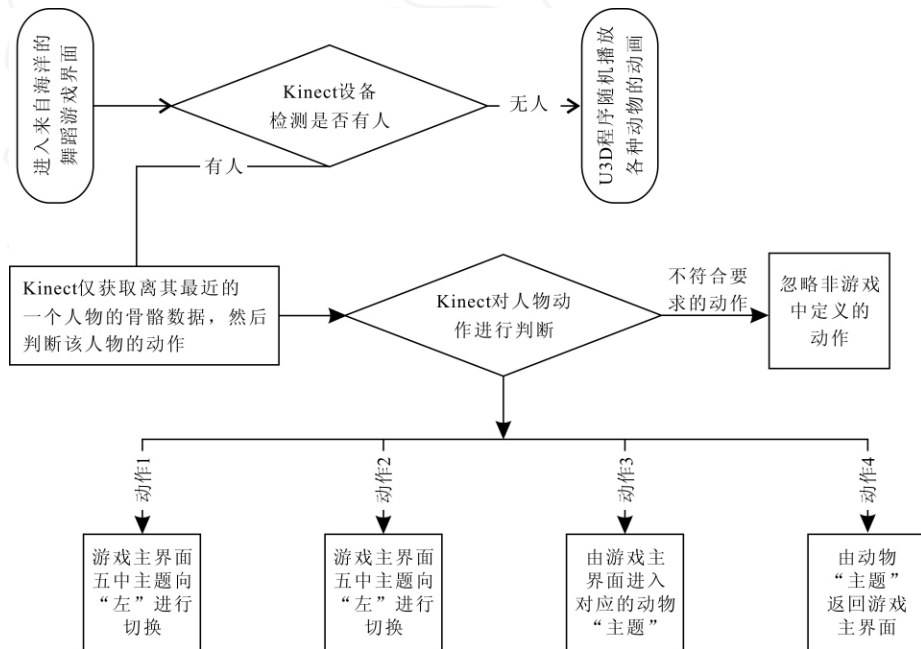 进入来自海洋的
舞蹈游戏界面
Kinect设备
检测是否有人
无人
U3D程序随机播放
各种动物的动画
有人
Kinect仅获取离其最近的
一个人物的骨骼数据，然后
判断该人物的动作
Kinect对人物动
作进行判断
不符合要
求的动作
忽略非游戏
中定义的
动作
动作1
动作2
动作3
动作4
游戏主界面
五中主题向
“左”进行
切换
游戏主界面
五中主题向
“左”进行
切换
由游戏主
界面进入
对应的动物
“主题”
由动物
“主题”
返回游戏
主界面